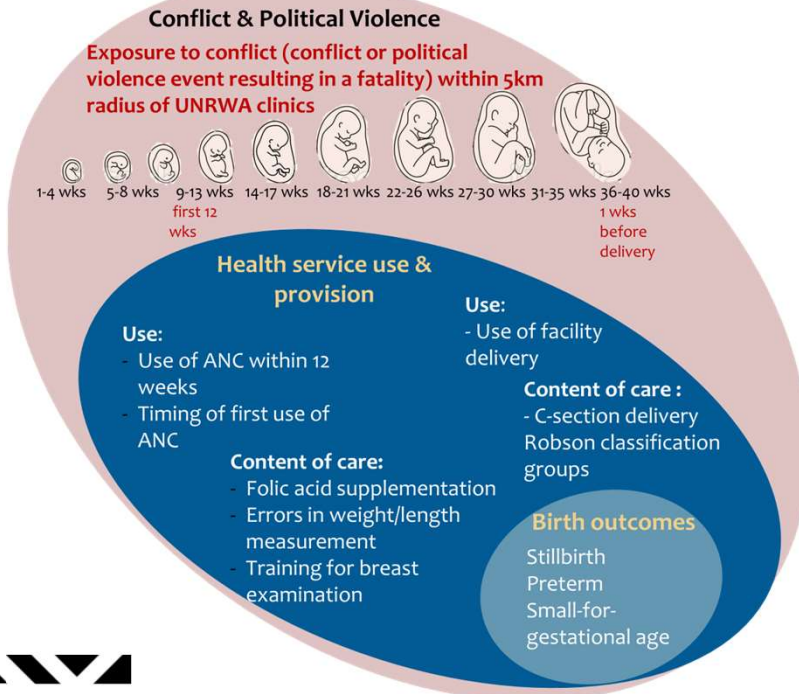 Conflict & Political Violence
Exposure to conflict (conflict or political
violence event resulting in a fatality) within 5km
radius of UNRWA clinics
1-4 wks 5-8 wks 9-13 wks 14-17 wks 18-21 wks 22-26 wks 27-30 wks 31-35 wks 36-40 wks
first 12
wks
1 wks
before
delivery
Health service use &
provision
Use:
- Use of ANC within 12
weeks
- Timing of first use of
ANC
Content of care:
- Folic acid supplementation
- Errors in weight/length
measurement
- Training for breast
examination
Use:
- Use of facility
delivery
Content of care :
- C-section delivery
Robson classification
groups
Birth outcomes
Stillbirth
Preterm
Small-for-
gestational age